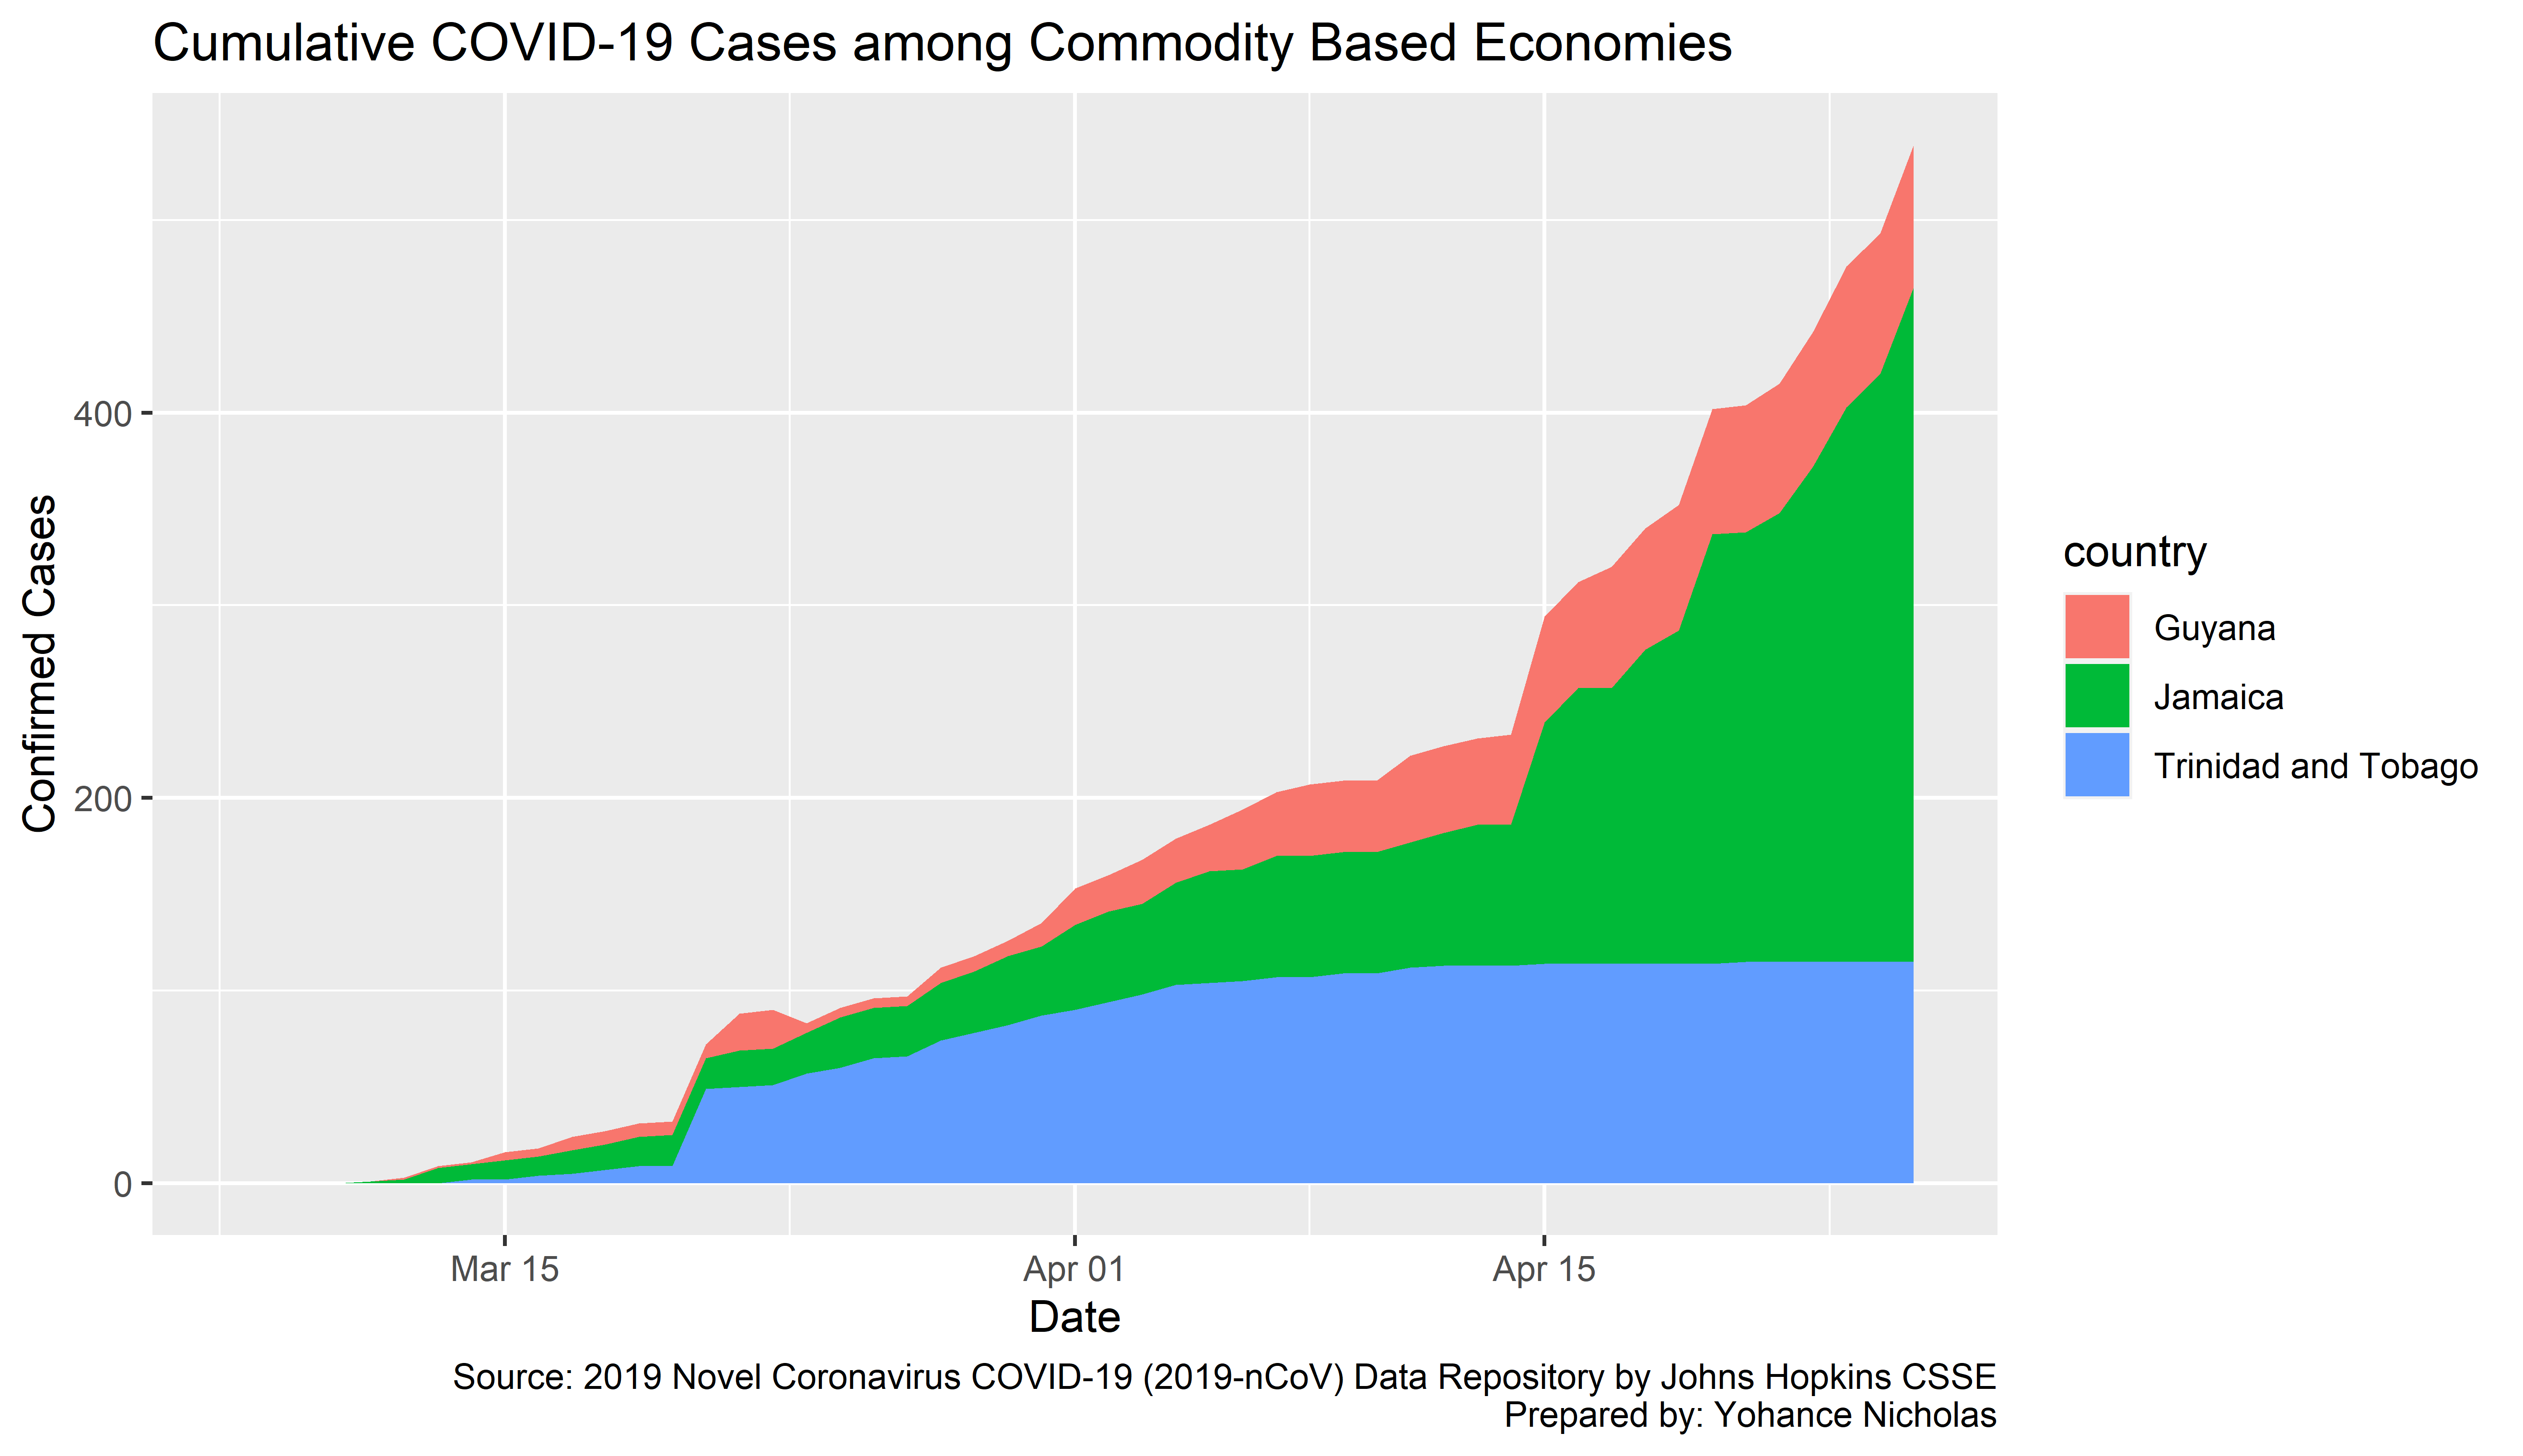 Cumulative COVID-19 Cases among Commodity Based Economies
Confirmed Cases
400
200
0
Mar 15
Apr 01
Apr 15
Date
country
Guyana
Jamaica
Trinidad and Tobago
Source: 2019 Novel Coronavirus COVID-19 (2019-nCoV) Data Repository by Johns Hopkins CSSE
Prepared by: Yohance Nicholas